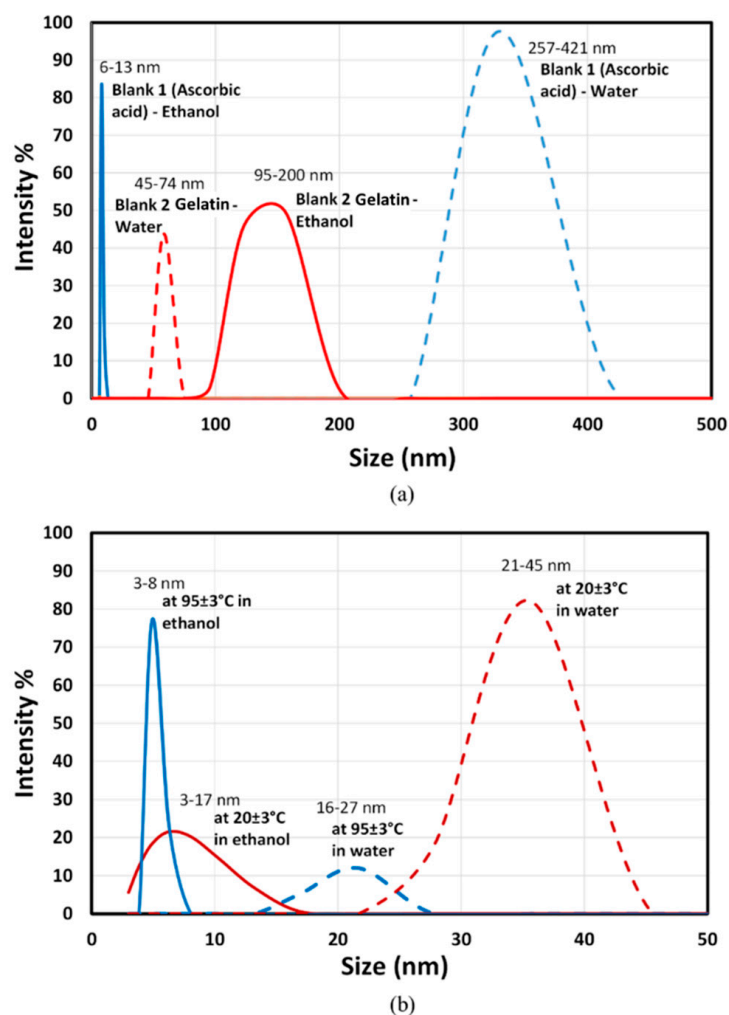 100
90
80
70
60
50
40
30
20
10
0
Intensity %
6-13 nm
Blank 1 (Ascorbic
acid) - Ethanol
45-74 nm
Blank 2 Gelatin -
Water
95-200 nm
Blank 2 Gelatin -
Ethanol
257-421 nm
Blank 1 (Ascorbic
acid) - Water
0 100 200 300 400 500
Size (nm)
(a)
100
90
80
70
60
50
40
30
20
10
0
Intensity %
3-8 nm
at 95±3°C in
ethanol
3-17 nm
at 20±3°C
in ethanol
16-27 nm
at 95±3°C
in water
21-45 nm
at 20±3°C
in water
0 10 20 30 40 50
Size (nm)
(b)